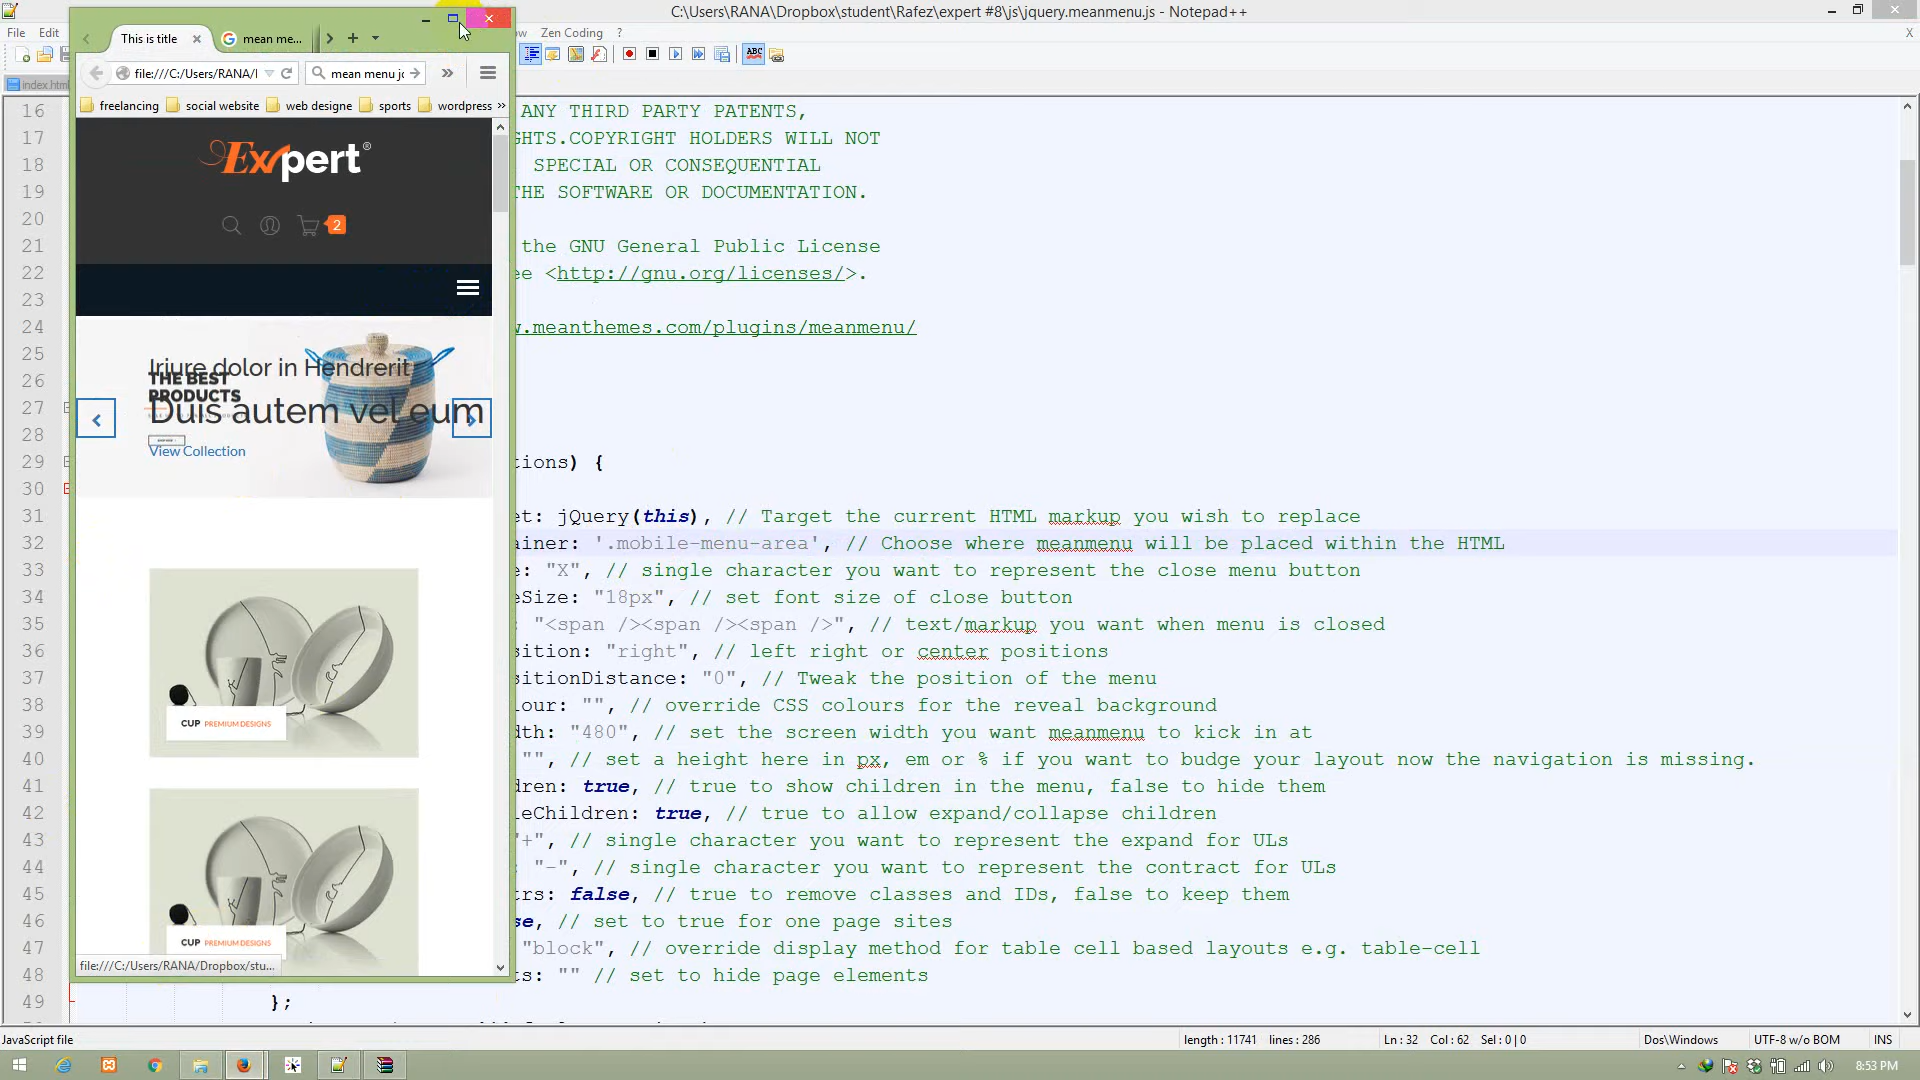 C:\Users\RANA\Dropbox\student\Rafez\expert #8\js\jquery.meanmenu.js - Notepad++
File Edit
Zen Coding ?
X
This is title
mean me...
file:///C:/Users/RANA/
mean menu
freelancing
social website
web designe
sports
wordpress »
index.html
ABC
Expert®
2
Iriure dolor in Hendrerit
THE BEST
PRODUCTS
Duis autem vel eum
View Collection
CUP PREMIUM DESIGNS
CUP PREMIUM DESIGNS
file:///C:/Users/RANA/Dropbox/stu...
16 ANY THIRD PARTY PATENTS,
17 GHTS.COPYRIGHT HOLDERS WILL NOT
18 SPECIAL OR CONSEQUENTIAL
19 THE SOFTWARE OR DOCUMENTATION.
20
21 the GNU General Public License
22 ee <http://gnu.org/licenses/>.
23
24 w.meanthemes.com/plugins/meanmenu/
25
26
27
28
29 tions) {
30
31 et: jQuery(this), // Target the current HTML markup you wish to replace
32 ainer: '.mobile-menu-area', // Choose where meanmenu will be placed within the HTML
33 e: "X", // single character you want to represent the close menu button
34 eSize: "18px", // set font size of close button
35 : "<span /><span /><span />", // text/markup you want when menu is closed
36 sition: "right", // left right or center positions
37 sitionDistance: "0", // Tweak the position of the menu
38 lour: "", // override CSS colours for the reveal background
39 dth: "480", // set the screen width you want meanmenu to kick in at
40 "", // set a height here in px, em or % if you want to budge your layout now the navigation is missing.
41 dren: true, // true to show children in the menu, false to hide them
42 leChildren: true, // true to allow expand/collapse children
43 "+", // single character you want to represent the expand for ULs
44 : "-", // single character you want to represent the contract for ULs
45 trs: false, // true to remove classes and IDs, false to keep them
46 se, // set to true for one page sites
47 "block", // override display method for table cell based layouts e.g. table-cell
48 ts: "" // set to hide page elements
49 };
JavaScript file
length : 11741 lines : 286
Ln : 32 Col : 62 Sel : 0 | 0
Dos\Windows
UTF-8 w/o BOM
INS
8:53 PM